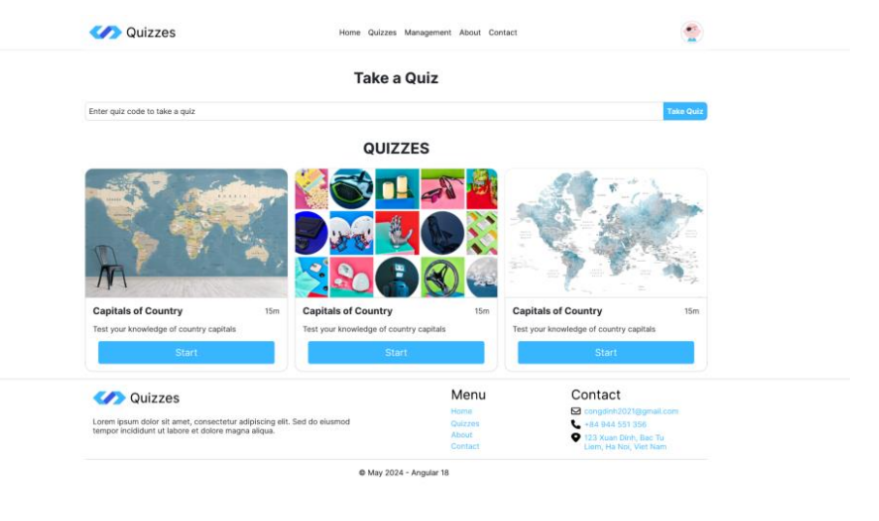 Quizzes
Home Quizzes Management About Contact
Take a Quiz
Enter quiz code to take a quiz
Take Quiz
QUIZZES
Capitals of Country 15m
Test your knowledge of country capitals
Start
Capitals of Country 15m
Test your knowledge of country capitals
Start
Capitals of Country 15m
Test your knowledge of country capitals
Start
Quizzes
Lorem ipsum dolor sit amet, consectetur adipiscing elit. Sed do eiusmod
tempor incididunt ut labore et dolore magna aliqua.
Menu
Home
Quizzes
About
Contact
Contact
congdinh2021@gmail.com
+84 944 551 356
123 Xuan Dinh, Bac Tu
Liem, Ha Noi, Viet Nam
© May 2024 - Angular 18